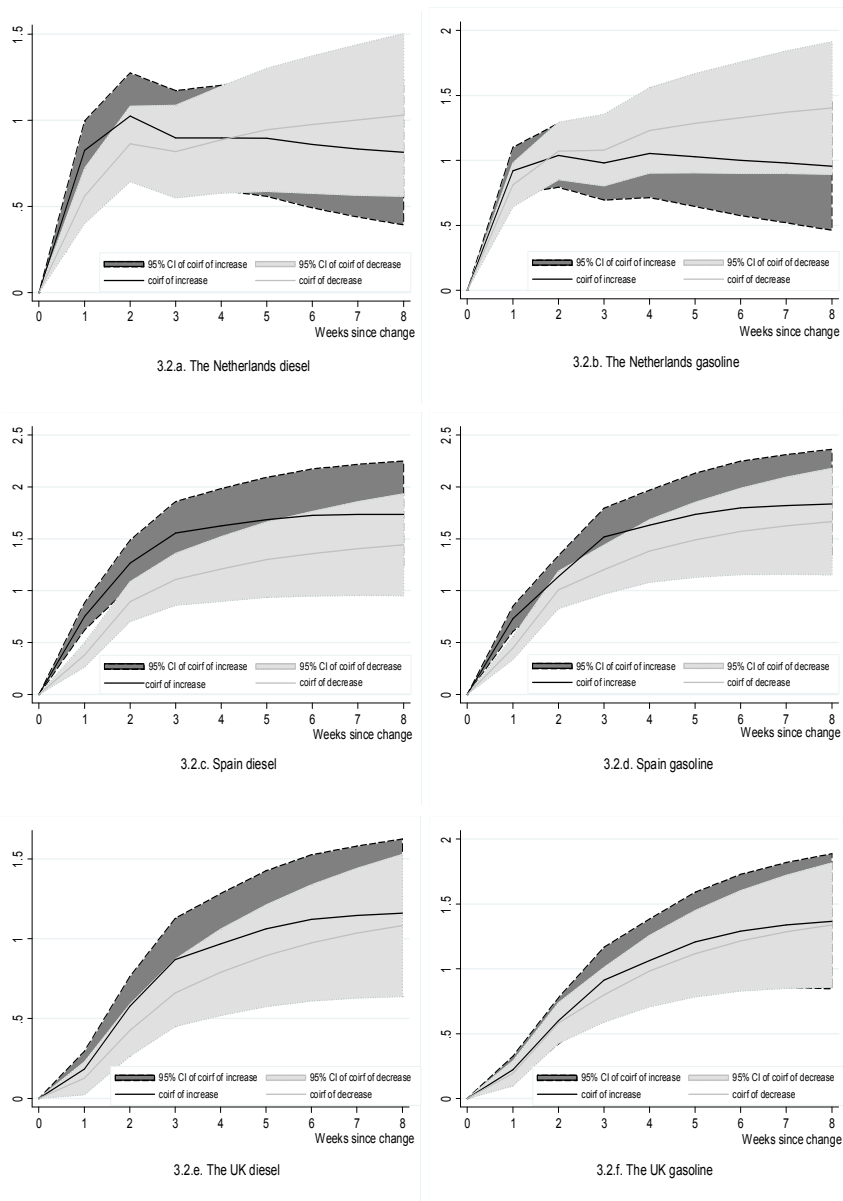 0 .5 1 1.5
95% CI of coirf of increase 95% CI of coirf of decrease
coirf of increase coirf of decrease
0 1 2 3 4 5 6 7 8
Weeks since change
3.2.a. The Netherlands diesel
0 .5 1 1.5 2
95% CI of coirf of increase 95% CI of coirf of decrease
coirf of increase coirf of decrease
0 1 2 3 4 5 6 7 8
Weeks since change
3.2.b. The Netherlands gasoline
0 .5 1 1.5 2 2.5
95% CI of coirf of increase 95% CI of coirf of decrease
coirf of increase coirf of decrease
0 1 2 3 4 5 6 7 8
Weeks since change
3.2.c. Spain diesel
0 .5 1 1.5 2 2.5
95% CI of coirf of increase 95% CI of coirf of decrease
coirf of increase coirf of decrease
0 1 2 3 4 5 6 7 8
Weeks since change
3.2.d. Spain gasoline
0 .5 1 1.5
95% CI of coirf of increase 95% CI of coirf of decrease
coirf of increase coirf of decrease
0 1 2 3 4 5 6 7 8
Weeks since change
3.2.e. The UK diesel
0 .5 1 1.5 2
95% CI of coirf of increase 95% CI of coirf of decrease
coirf of increase coirf of decrease
0 1 2 3 4 5 6 7 8
Weeks since change
3.2.f. The UK gasoline